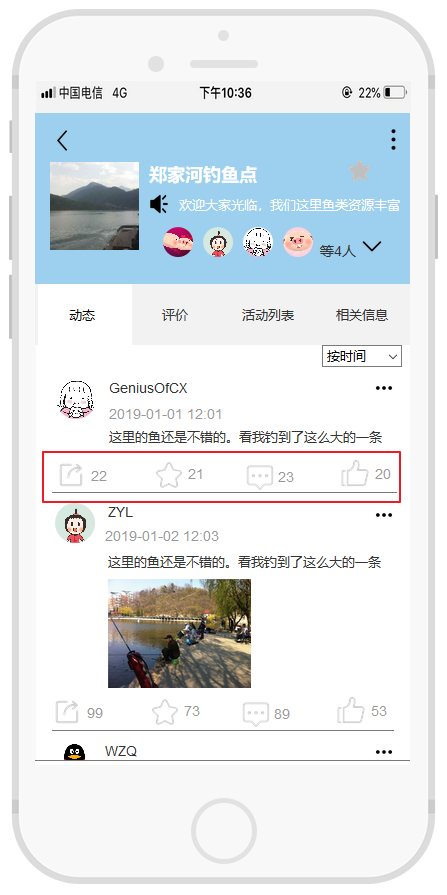 中国电信 4G 下午10:36 22%
郑家河钓鱼点
欢迎大家光临，我们这里鱼类资源丰富
等4人
动态 评价 活动列表 相关信息
按时间
GeniusOfCX
2019-01-01 12:01
这里的鱼还是不错的。看我钓到了这么大的一条
22 21 23 20
ZYL
2019-01-02 12:03
这里的鱼还是不错的。看我钓到了这么大的一条
99 73 89 53
WZQ